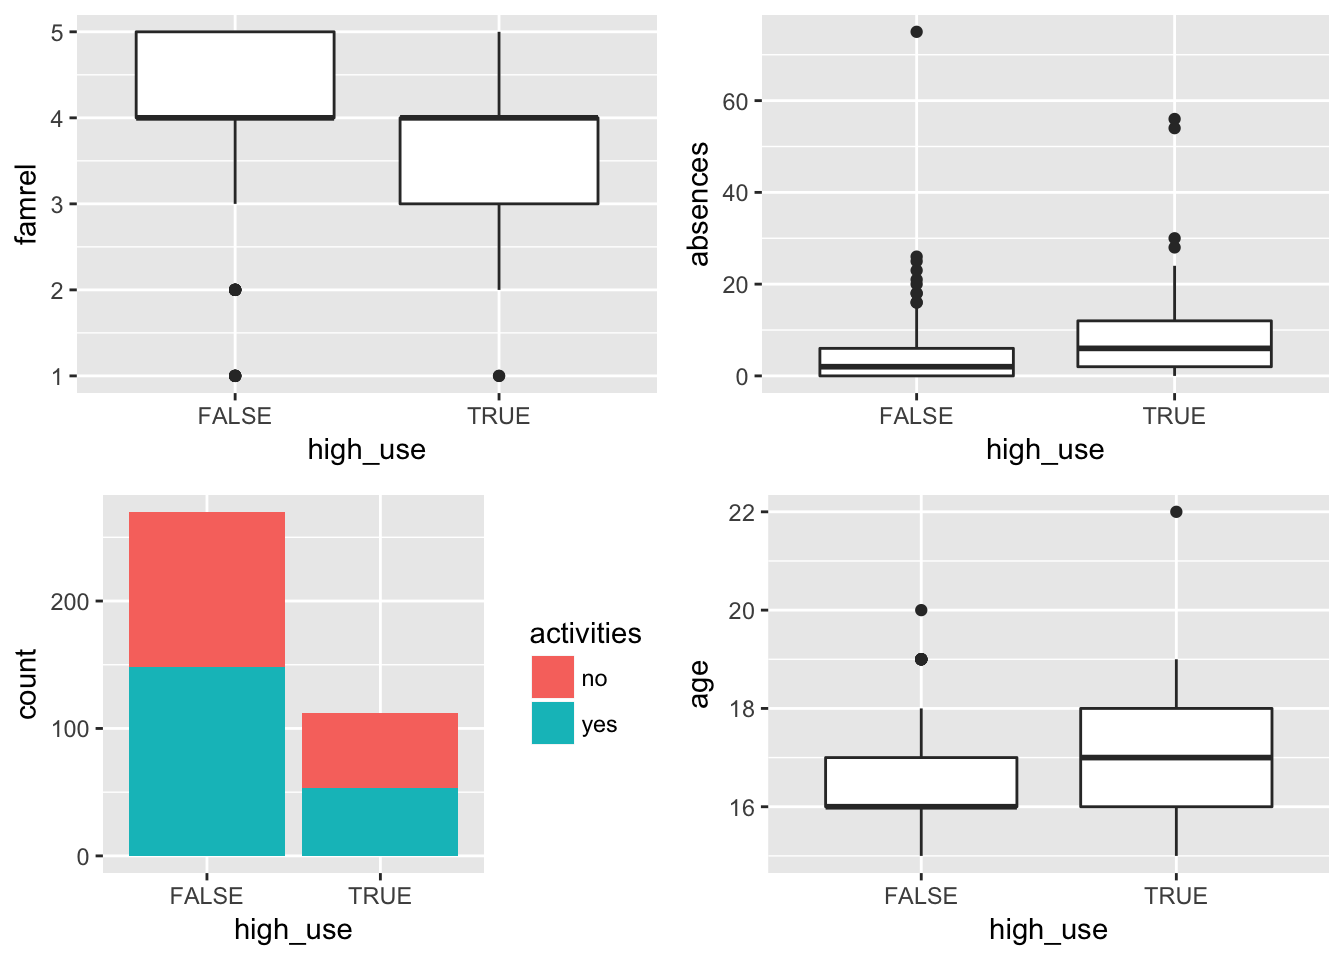 famrel
5
4
3
2
1
FALSE TRUE
high_use
absences
60
40
20
0
FALSE TRUE
high_use
count
200
100
0
FALSE TRUE
high_use
activities
no
yes
age
22
20
18
16
FALSE TRUE
high_use